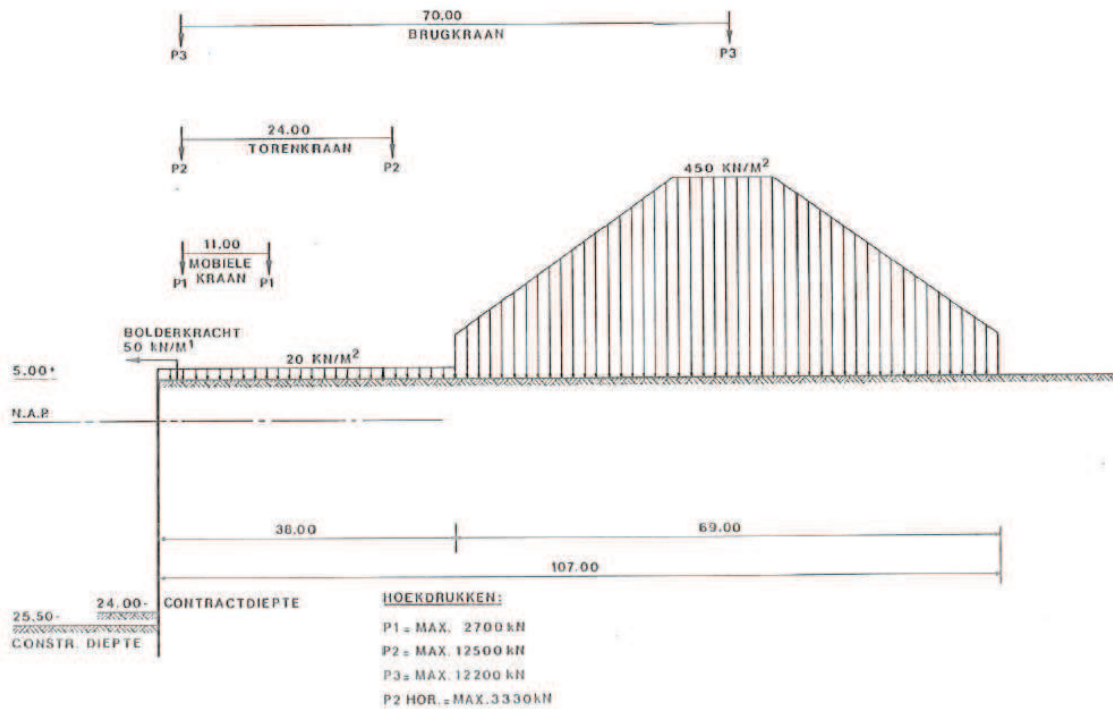 70.00
BRUGKRAAN
P3 P3
24.00
TORENKRAAN
P2 P2
450 KN/M²
11.00
MOBIELE
KRAAN
P1 P1
BOLDERKRACHT
50 kN/M¹
20 KN/M²
5.00+
N.A.P.
38.00 69.00
107.00
24.00- CONTRACTDIEPTE
25.50-
CONSTR. DIEPTE
HOEKDRUKKEN:
P1= MAX. 2700 kN
P2= MAX. 12500 kN
P3= MAX. 12200 kN
P2 HOR. = MAX. 3330 kN